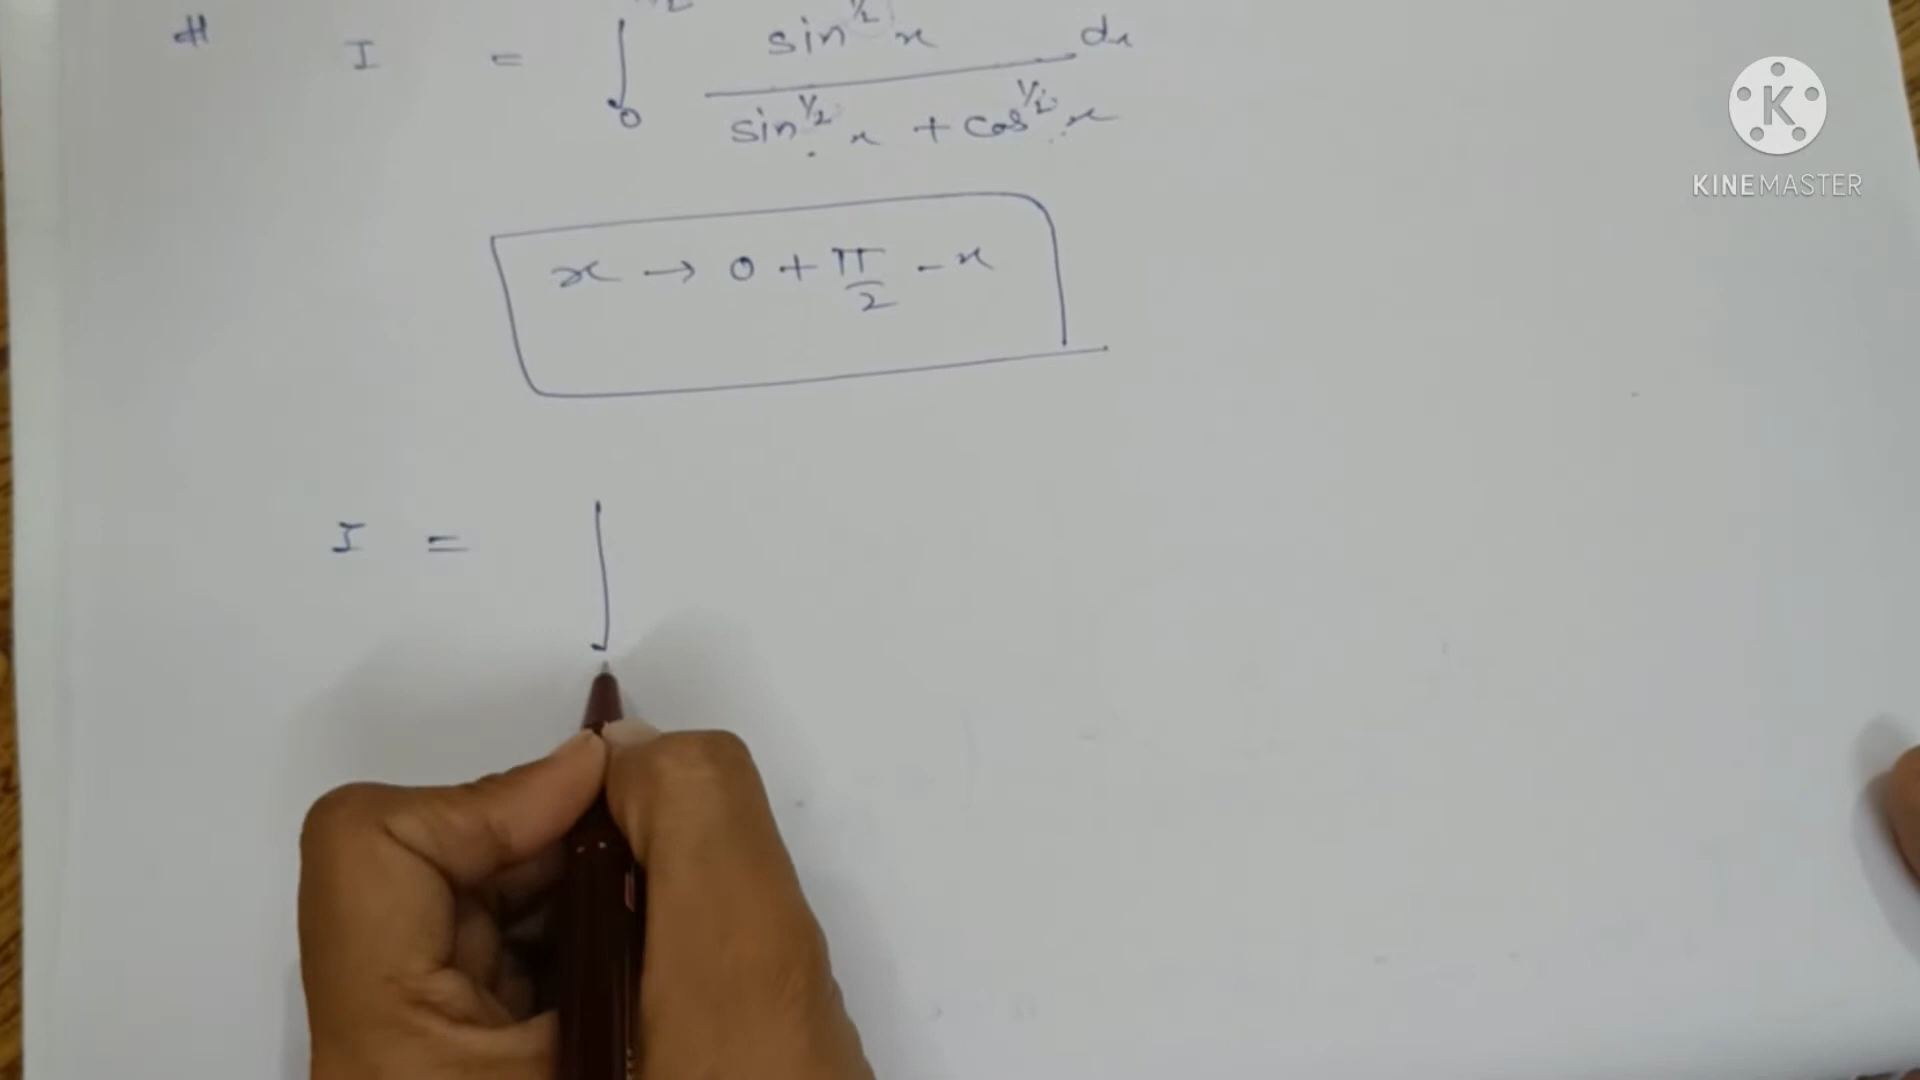 # I = ∫₀ sin^½ x / (sin^½ x + cos^½ x) dx
x → 0 + π/2 - x
I = ∫
KINEMASTER